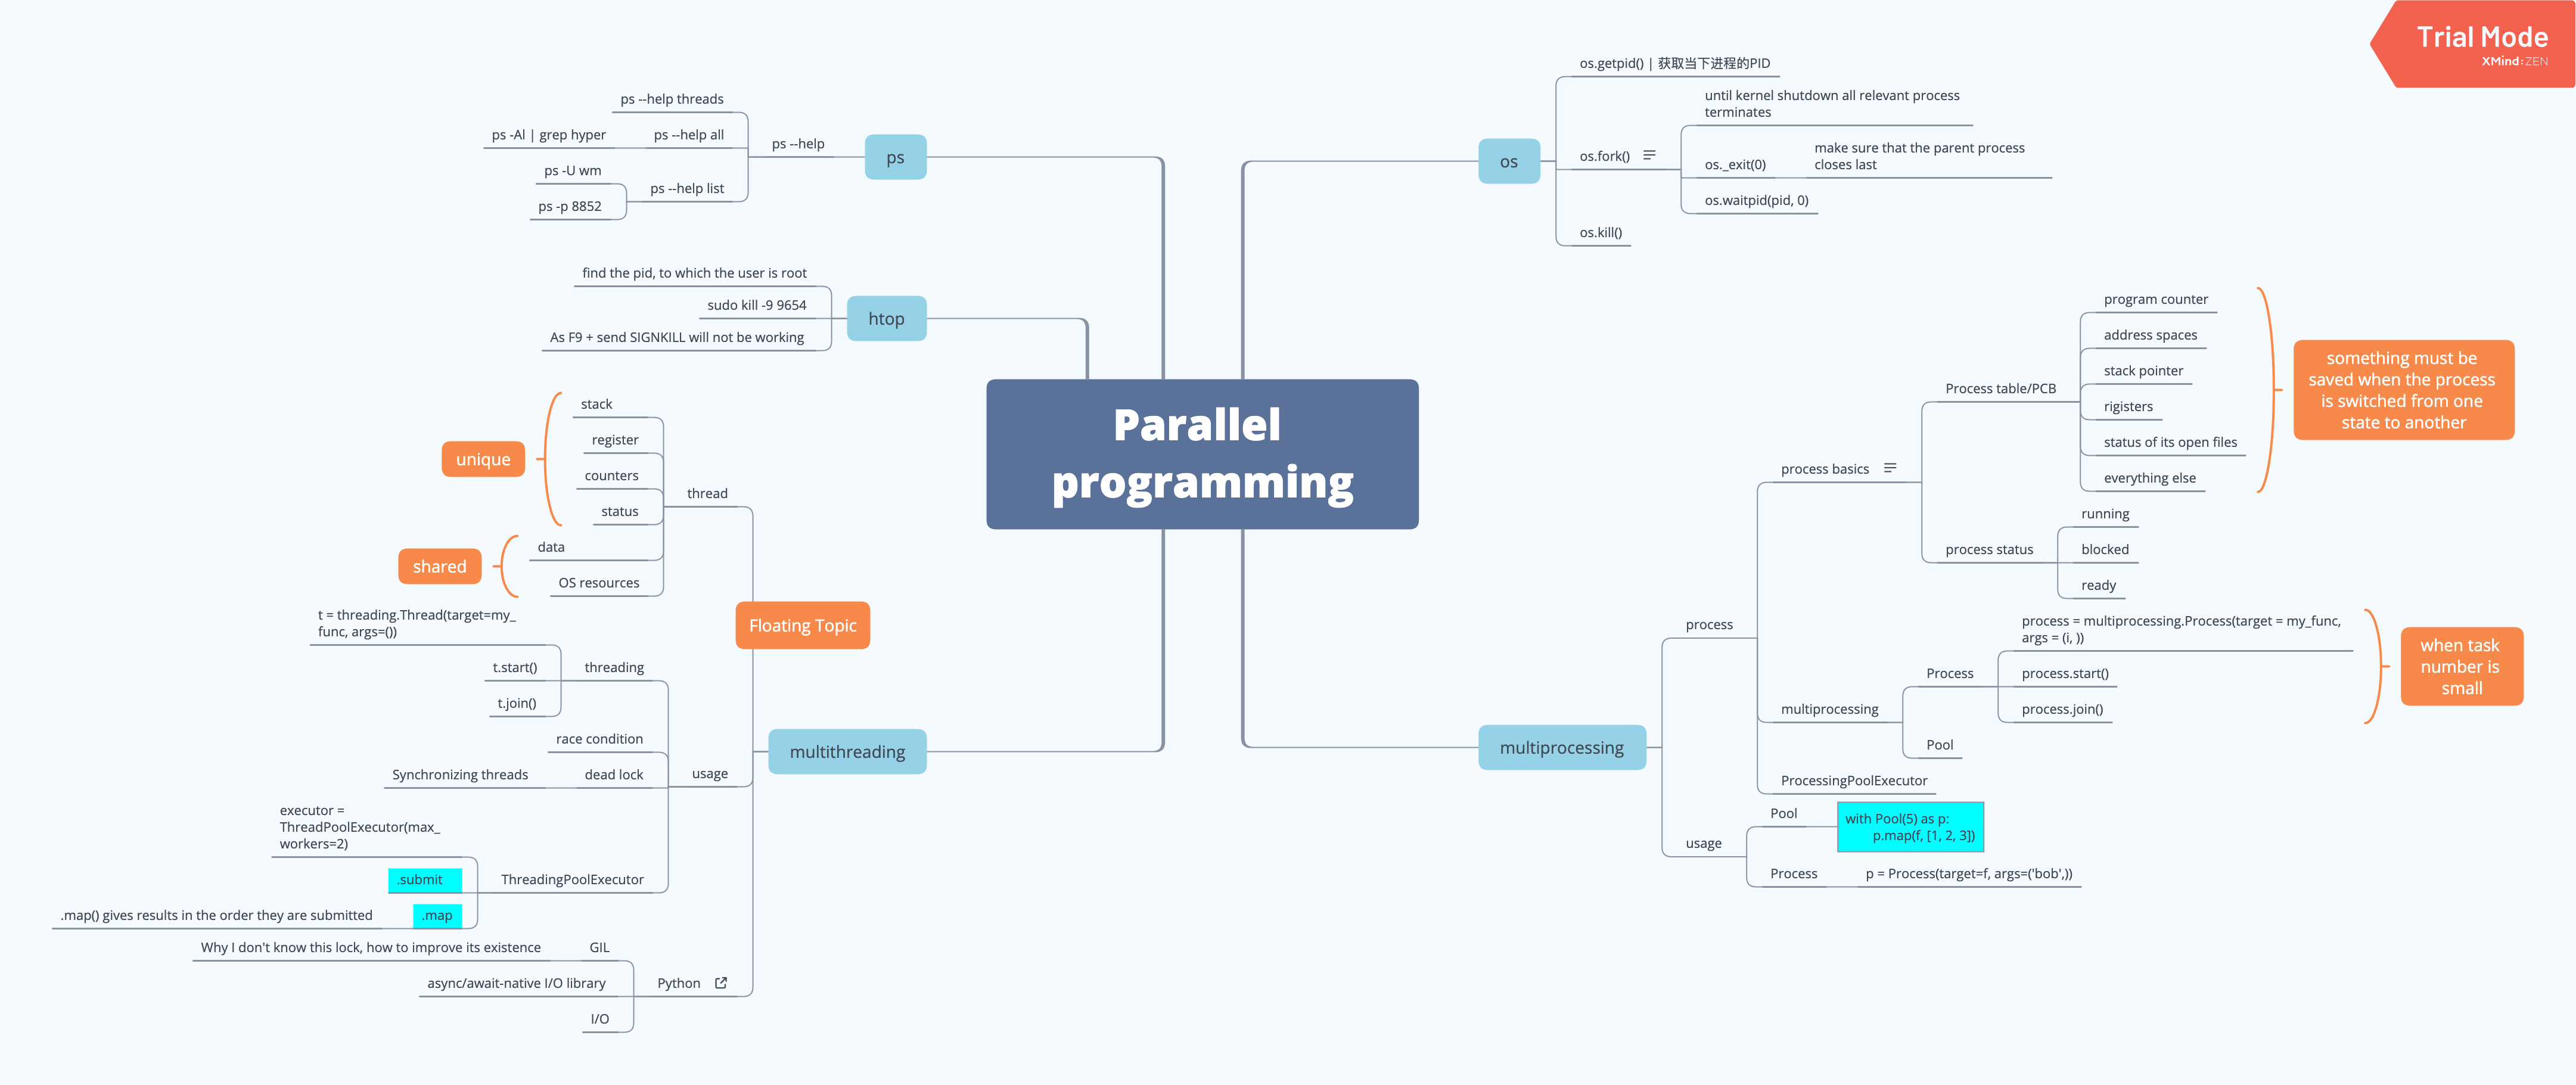 Trial Mode
XMind:ZEN
Parallel
programming
os
os.getpid() | 获取当下进程的PID
os.fork()
until kernel shutdown all relevant process
terminates
os._exit(0)
make sure that the parent process
closes last
os.waitpid(pid, 0)
os.kill()
multiprocessing
process
process basics
Process table/PCB
program counter
address spaces
stack pointer
rigisters
status of its open files
everything else
something must be
saved when the process
is switched from one
state to another
process status
running
blocked
ready
multiprocessing
Process
process = multiprocessing.Process(target = my_func,
args = (i, ))
process.start()
process.join()
when task
number is
small
Pool
ProcessingPoolExecutor
usage
Pool
with Pool(5) as p:
p.map(f, [1, 2, 3])
Process
p = Process(target=f, args=('bob',))
ps
ps --help
ps --help threads
ps --help all
ps -Al | grep hyper
ps --help list
ps -U wm
ps -p 8852
htop
find the pid, to which the user is root
sudo kill -9 9654
As F9 + send SIGNKILL will not be working
multithreading
thread
stack
register
counters
status
unique
data
OS resources
shared
Floating Topic
usage
threading
t = threading.Thread(target=my_
func, args=())
t.start()
t.join()
race condition
dead lock
Synchronizing threads
ThreadingPoolExecutor
executor =
ThreadPoolExecutor(max_
workers=2)
.submit
.map
.map() gives results in the order they are submitted
Python
GIL
Why I don't know this lock, how to improve its existence
async/await-native I/O library
I/O